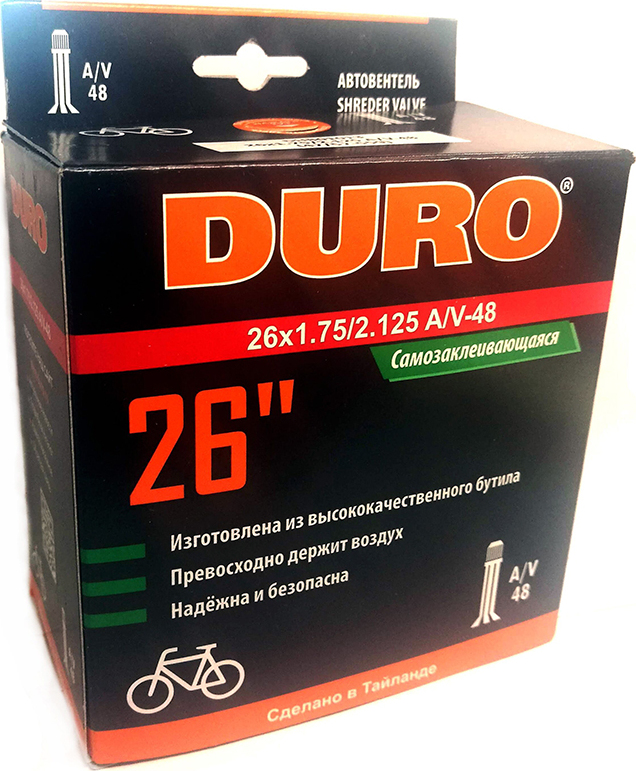 A/V
48
АВТОВЕНТЕЛЬ
SHREDER VALVE
DURO®
DURO
26x1.75/2.125 A/V-48
Самозаклеивающаяся
26"
Изготовлена из высококачественного бутила
Превосходно держит воздух
Надёжна и безопасна
A/V
48
Сделано в Тайланде